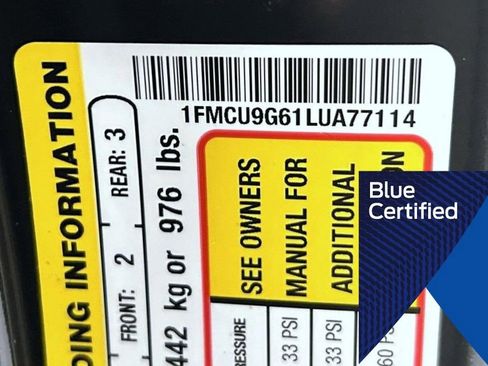 1FMCU9G61LUA77114
DING INFORMATION
FRONT: 2
REAR: 3
442 kg or 976 lbs.
SEE OWNERS
MANUAL FOR
ADDITIONAL
33 PSI
33 PSI
60
Blue
Certified